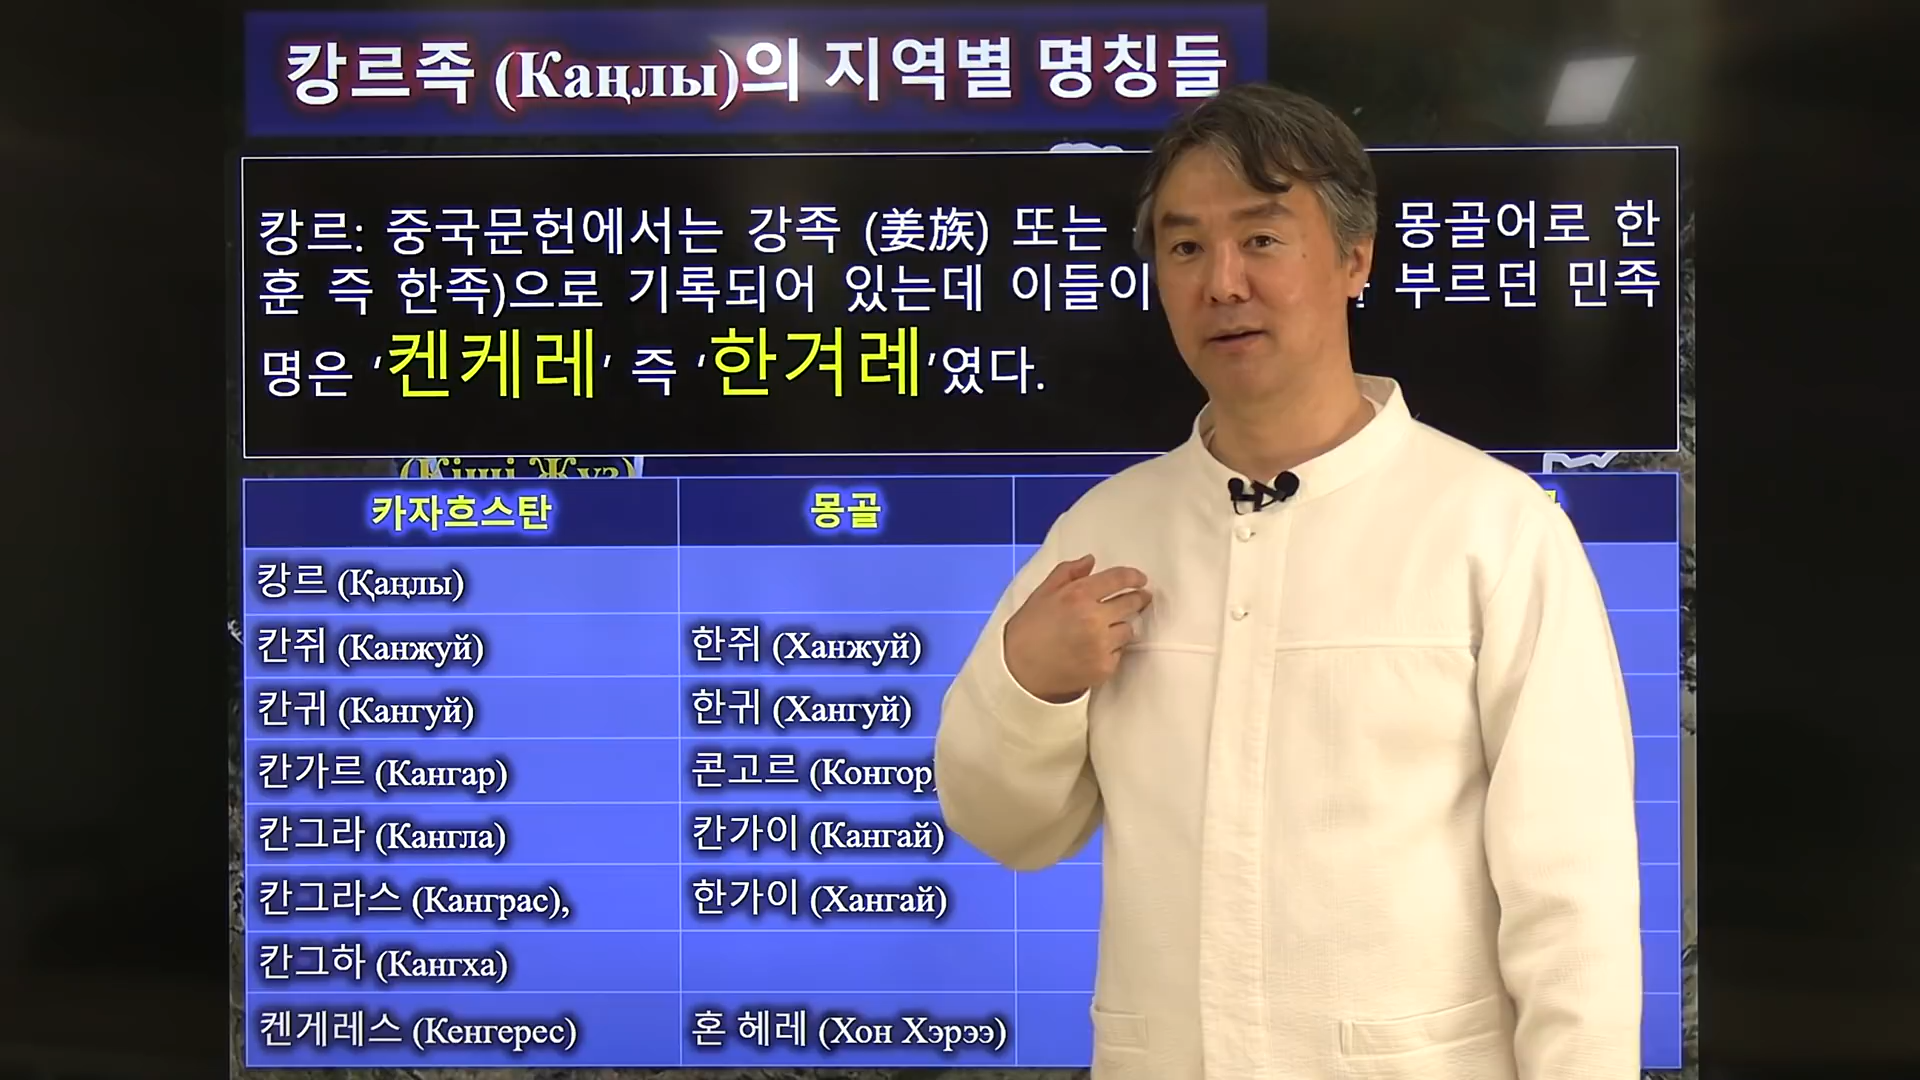 캉르족 (Каңлы)의 지역별 명칭들
캉르: 중국문헌에서는 강족 (姜族) 또는 몽골어로 한
훈 즉 한족)으로 기록되어 있는데 이들이 부르던 민족
명은 ‘켄케레’ 즉 ‘한겨례’였다.
(Кіші Жүз)
카자흐스탄 몽골
캉르 (Қаңлы)
칸쥐 (Канжуй) 한쥐 (Ханжуй)
칸귀 (Кангуй) 한귀 (Хангуй)
칸가르 (Кангар) 콘고르 (Конгор)
칸그라 (Кангла) 칸가이 (Кангай)
칸그라스 (Канграс), 한가이 (Хангай)
칸그하 (Кангха)
켄게레스 (Кенгерес) 혼 헤레 (Хон Хэрээ)